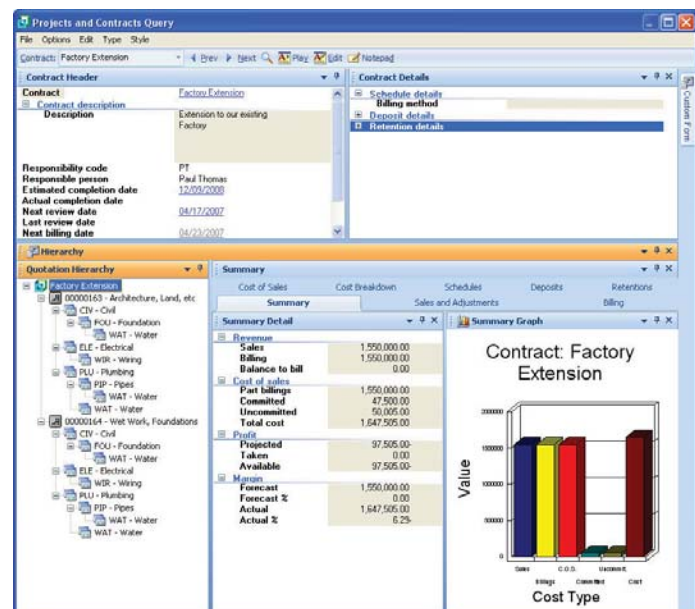 Projects and Contracts Query
File Options Edit Type Style
Contract: Factory Extension Prev Next Play Edit Notepad
Contract Header
Contract Factory Extension
Contract description
Description Extension to our existing
Factory
Responsibility code PT
Responsible person Paul Thomas
Estimated completion date 12/09/2008
Actual completion date
Next review date 04/17/2007
Last review date
Next billing date 04/23/2007
Contract Details
Schedule details
Billing method
Deposit details
Retention details
Custom Form
Hierarchy
Quotation Hierarchy
Factory Extension
00000163 - Architecture, Land, etc
CIV - Civil
FOU - Foundation
WAT - Water
ELE - Electrical
WIR - Wiring
PLU - Plumbing
PIP - Pipes
WAT - Water
WAT - Water
00000164 - Wet Work, Foundations
CIV - Civil
FOU - Foundation
WAT - Water
ELE - Electrical
WIR - Wiring
PLU - Plumbing
PIP - Pipes
WAT - Water
WAT - Water
Summary
Cost of Sales Cost Breakdown Schedules Deposits Retentions
Summary Sales and Adjustments Billing
Summary Detail
Revenue
Sales 1,550,000.00
Billing 1,550,000.00
Balance to bill 0.00
Cost of sales
Part billings 1,550,000.00
Committed 47,500.00
Uncommitted 50,005.00
Total cost 1,647,505.00
Profit
Projected 97,505.00-
Taken 0.00
Available 97,505.00-
Margin
Forecast 1,550,000.00
Forecast % 0.00
Actual 1,647,505.00
Actual % 6.29-
Summary Graph
Contract: Factory
Extension
Value
2000000
1500000
1000000
500000
0
Sales C.O.S. Uncommit.
Billings Committed Cost
Cost Type